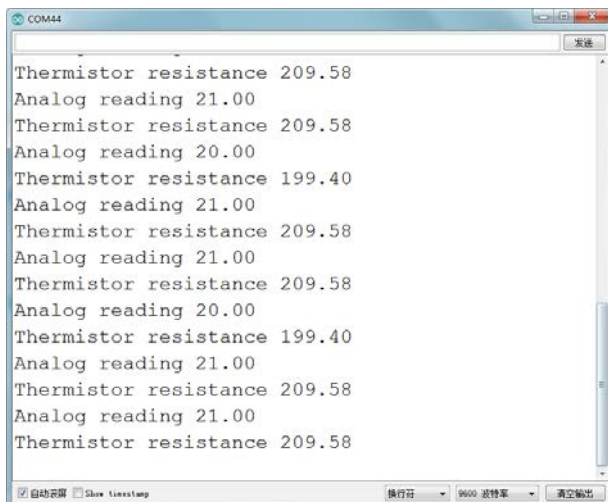 COM44
发送
Thermistor resistance 209.58
Analog reading 21.00
Thermistor resistance 209.58
Analog reading 20.00
Thermistor resistance 199.40
Analog reading 21.00
Thermistor resistance 209.58
Analog reading 21.00
Thermistor resistance 209.58
Analog reading 20.00
Thermistor resistance 199.40
Analog reading 21.00
Thermistor resistance 209.58
Analog reading 21.00
Thermistor resistance 209.58
自动滚屏 Show timestamp 换行符 9600 波特率 清空输出